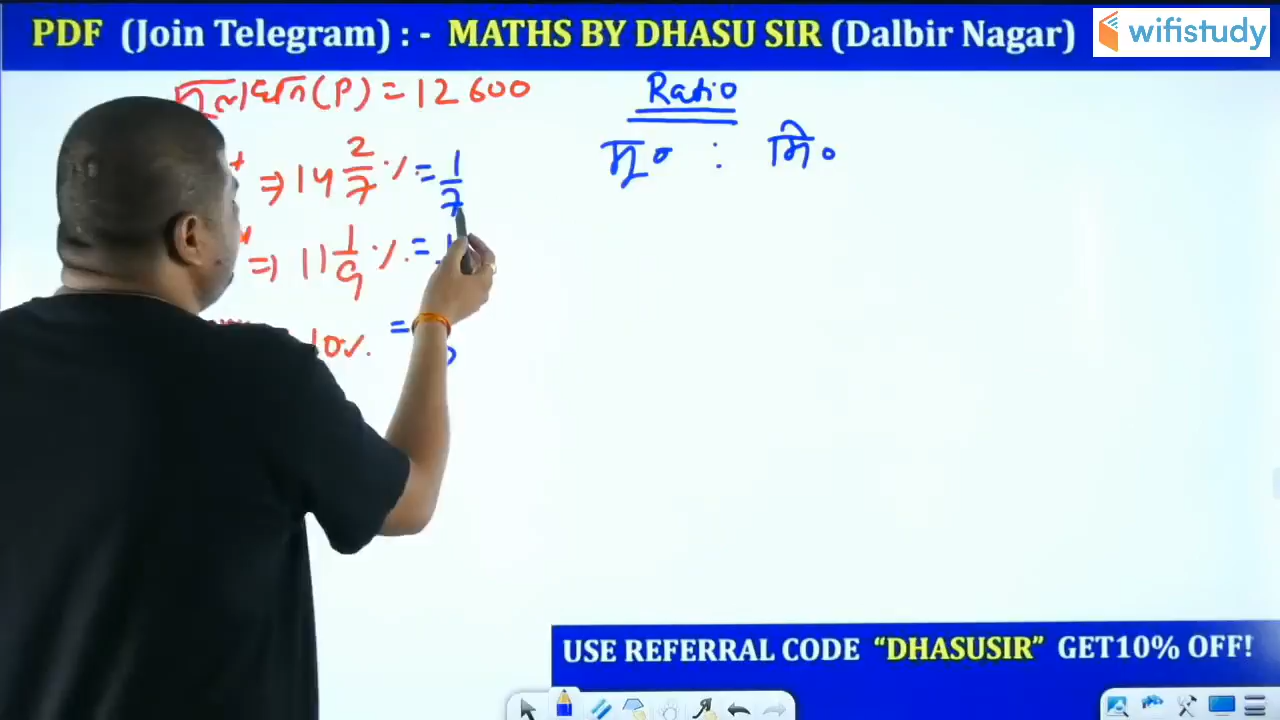 PDF (Join Telegram) : - MATHS BY DHASU SIR (Dalbir Nagar)
wifistudy
मूलधन (P) = 12600
Ratio
मू० : मि०
⇒ 14 2/7 % = 1/7
⇒ 11 1/9 % =
10% =
USE REFERRAL CODE “DHASUSIR” GET10% OFF!